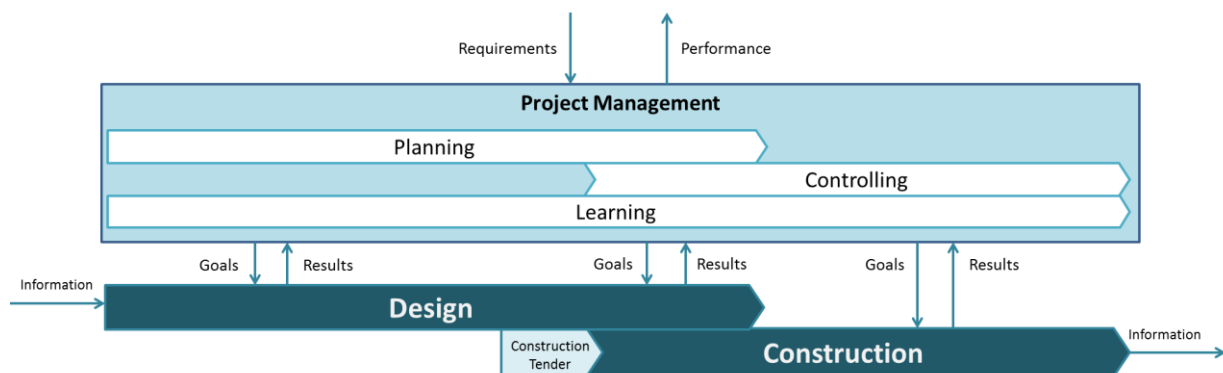 Requirements
Performance
Project Management
Planning
Controlling
Learning
Goals
Results
Goals
Results
Goals
Results
Information
Design
Construction
Tender
Construction
Information